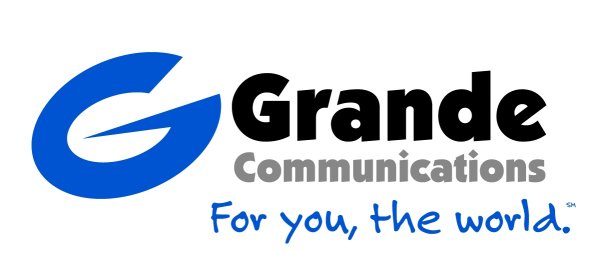 Grande
Communications
For you, the world.℠